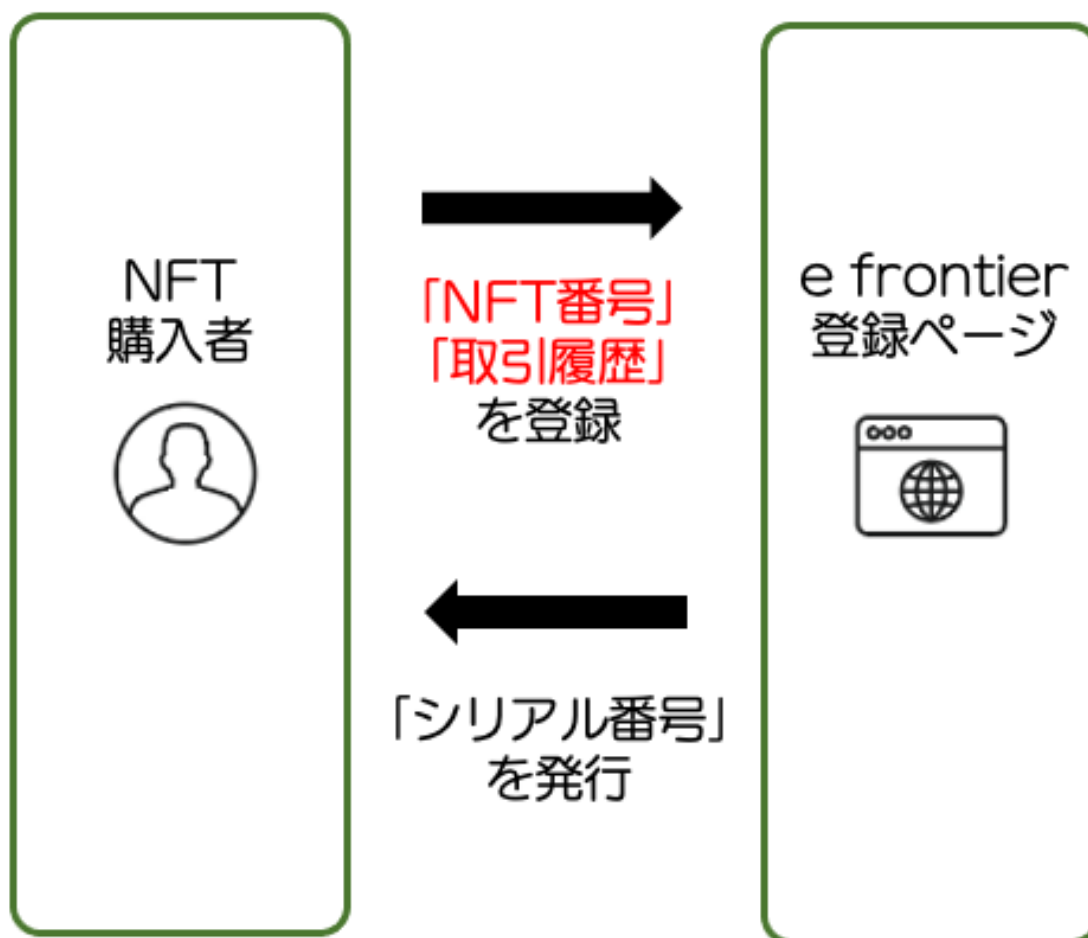 NFT
購入者
「NFT番号」
「取引履歴」
を登録
e frontier
登録ページ
「シリアル番号」
を発行